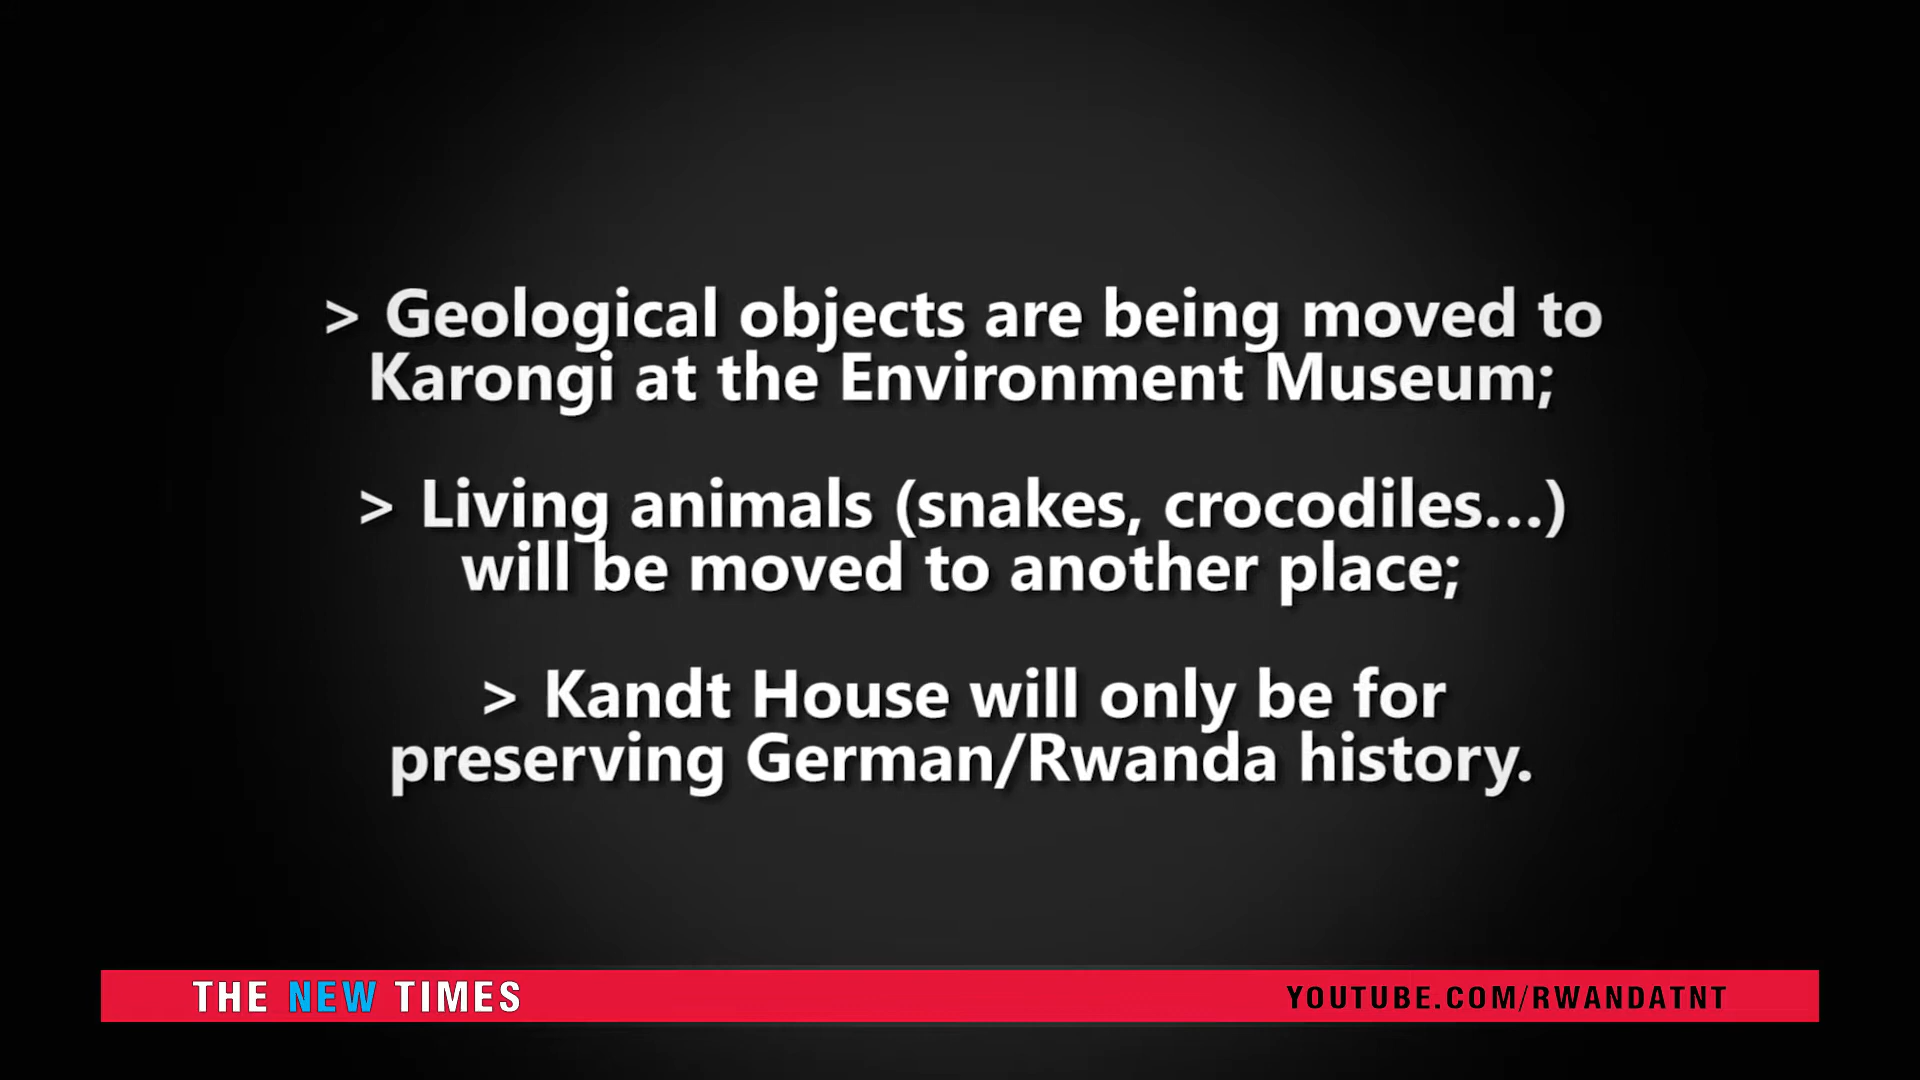 > Geological objects are being moved to
Karongi at the Environment Museum;
> Living animals (snakes, crocodiles...)
will be moved to another place;
> Kandt House will only be for
preserving German/Rwanda history.
THE NEW TIMES
YOUTUBE.COM/RWANDATNT